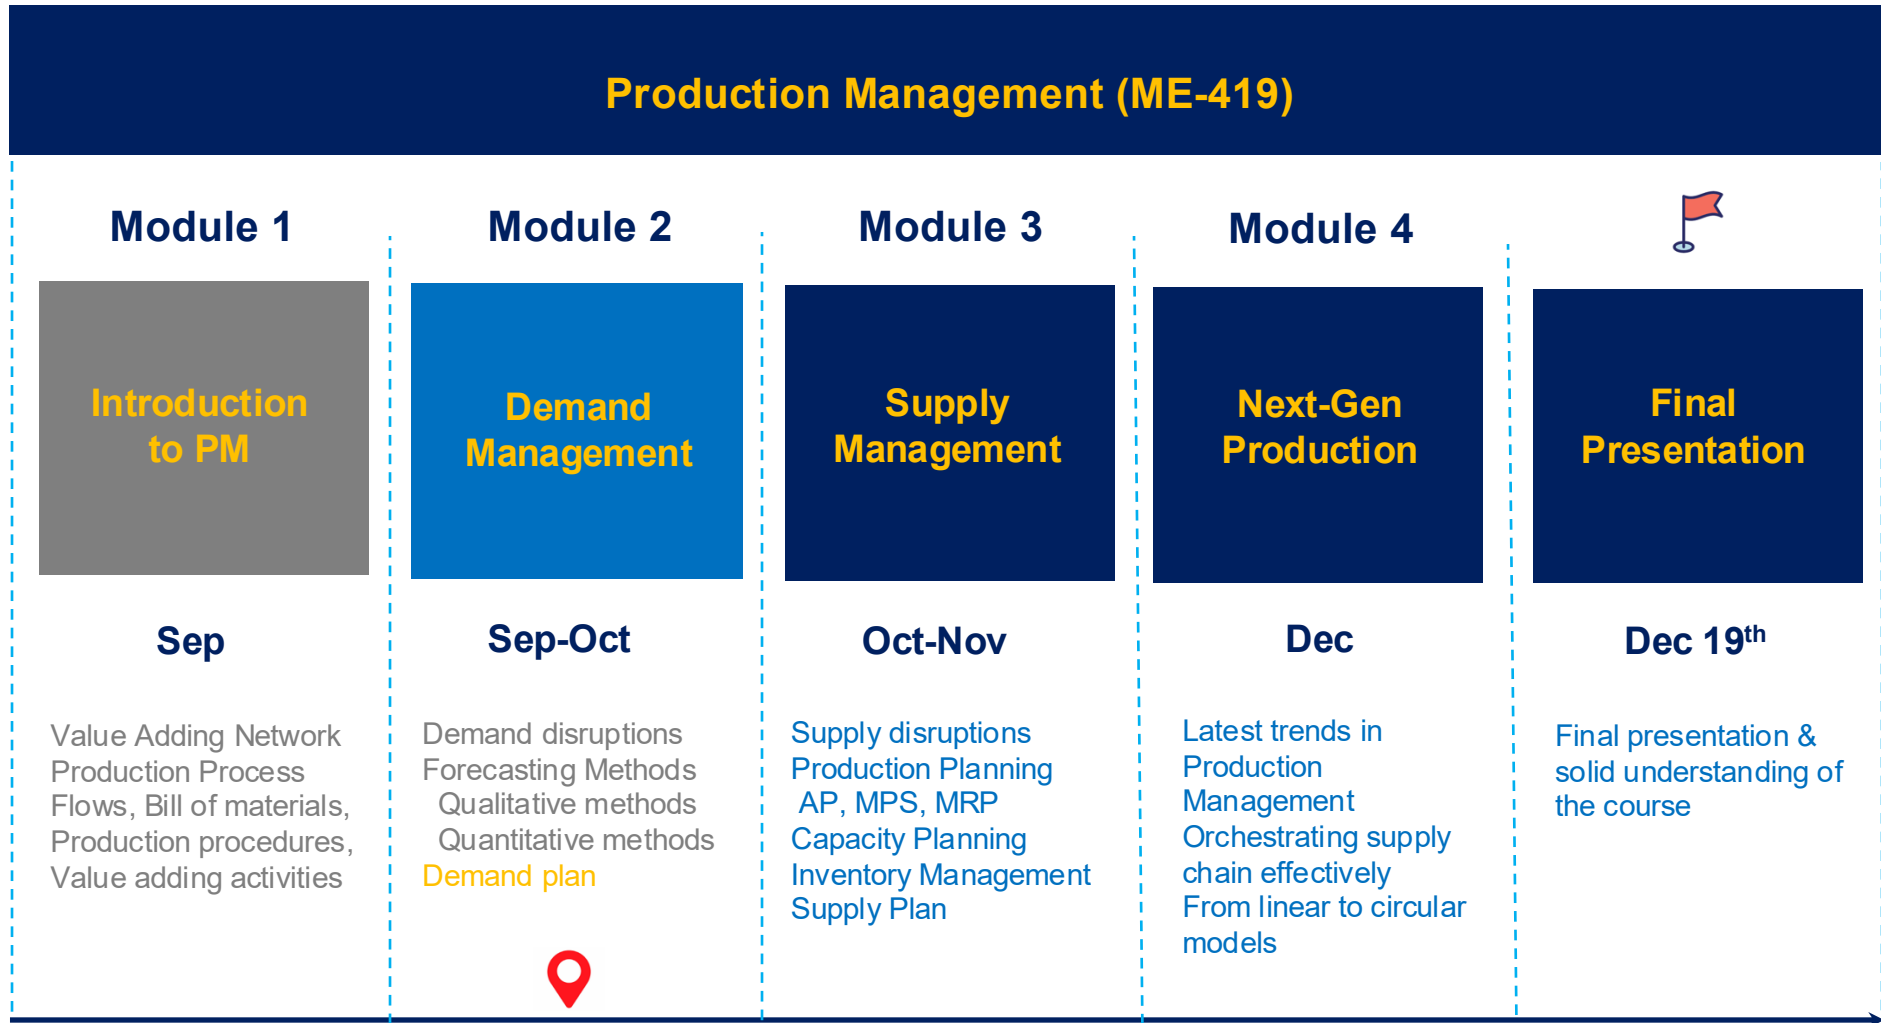 Production Management (ME-419)
Module 1
Introduction
to PM
Sep
Value Adding Network
Production Process
Flows, Bill of materials,
Production procedures,
Value adding activities
Module 2
Demand
Management
Sep-Oct
Demand disruptions
Forecasting Methods
Qualitative methods
Quantitative methods
Demand plan
Module 3
Supply
Management
Oct-Nov
Supply disruptions
Production Planning
AP, MPS, MRP
Capacity Planning
Inventory Management
Supply Plan
Module 4
Next-Gen
Production
Dec
Latest trends in
Production
Management
Orchestrating supply
chain effectively
From linear to circular
models
Final
Presentation
Dec 19th
Final presentation &
solid understanding of
the course